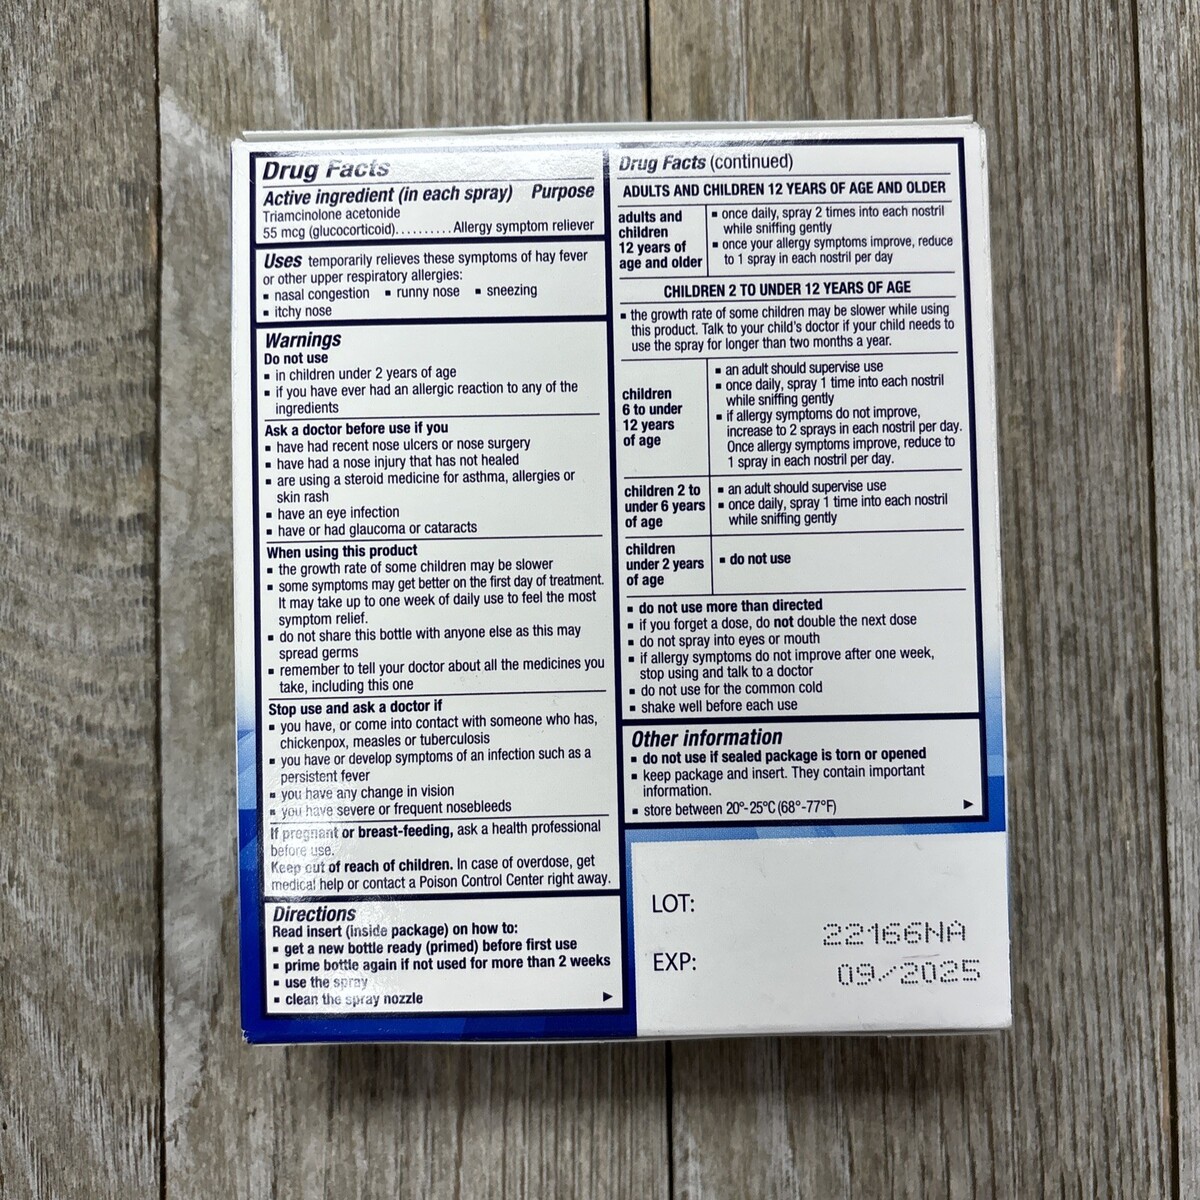 Drug Facts
Active ingredient (in each spray) Purpose
Triamcinolone acetonide
55 mcg (glucocorticoid)..........Allergy symptom reliever
Uses temporarily relieves these symptoms of hay fever
or other upper respiratory allergies:
▪ nasal congestion ▪ runny nose ▪ sneezing
▪ itchy nose
Warnings
Do not use
▪ in children under 2 years of age
▪ if you have ever had an allergic reaction to any of the
ingredients
Ask a doctor before use if you
▪ have had recent nose ulcers or nose surgery
▪ have had a nose injury that has not healed
▪ are using a steroid medicine for asthma, allergies or
skin rash
▪ have an eye infection
▪ have or had glaucoma or cataracts
When using this product
▪ the growth rate of some children may be slower
▪ some symptoms may get better on the first day of treatment.
It may take up to one week of daily use to feel the most
symptom relief.
▪ do not share this bottle with anyone else as this may
spread germs
▪ remember to tell your doctor about all the medicines you
take, including this one
Stop use and ask a doctor if
▪ you have, or come into contact with someone who has,
chickenpox, measles or tuberculosis
▪ you have or develop symptoms of an infection such as a
persistent fever
▪ you have any change in vision
▪ you have severe or frequent nosebleeds
If pregnant or breast-feeding, ask a health professional
before use.
Keep out of reach of children. In case of overdose, get
medical help or contact a Poison Control Center right away.
Directions
Read insert (inside package) on how to:
▪ get a new bottle ready (primed) before first use
▪ prime bottle again if not used for more than 2 weeks
▪ use the spray
▪ clean the spray nozzle ▶
Drug Facts (continued)
ADULTS AND CHILDREN 12 YEARS OF AGE AND OLDER
adults and
children
12 years of
age and older
▪ once daily, spray 2 times into each nostril
while sniffing gently
▪ once your allergy symptoms improve, reduce
to 1 spray in each nostril per day
CHILDREN 2 TO UNDER 12 YEARS OF AGE
▪ the growth rate of some children may be slower while using
this product. Talk to your child's doctor if your child needs to
use the spray for longer than two months a year.
children
6 to under
12 years
of age
▪ an adult should supervise use
▪ once daily, spray 1 time into each nostril
while sniffing gently
▪ if allergy symptoms do not improve,
increase to 2 sprays in each nostril per day.
Once allergy symptoms improve, reduce to
1 spray in each nostril per day.
children 2 to
under 6 years
of age
▪ an adult should supervise use
▪ once daily, spray 1 time into each nostril
while sniffing gently
children
under 2 years
of age
▪ do not use
▪ do not use more than directed
▪ if you forget a dose, do not double the next dose
▪ do not spray into eyes or mouth
▪ if allergy symptoms do not improve after one week,
stop using and talk to a doctor
▪ do not use for the common cold
▪ shake well before each use
Other information
▪ do not use if sealed package is torn or opened
▪ keep package and insert. They contain important
information.
▪ store between 20°-25°C (68°-77°F) ▶
LOT:
22166NA
EXP:
09/2025